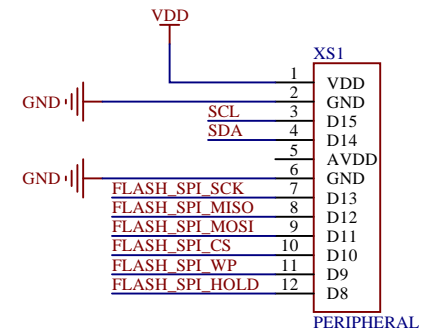 VDD
XS1
1 VDD
GND 2 GND
SCL 3 D15
SDA 4 D14
5 AVDD
GND 6 GND
FLASH_SPI_SCK 7 D13
FLASH_SPI_MISO 8 D12
FLASH_SPI_MOSI 9 D11
FLASH_SPI_CS 10 D10
FLASH_SPI_WP 11 D9
FLASH_SPI_HOLD 12 D8
PERIPHERAL